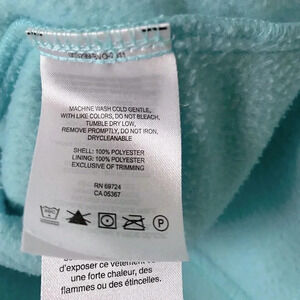 MACHINE WASH COLD GENTLE,
WITH LIKE COLORS, DO NOT BLEACH,
TUMBLE DRY LOW,
REMOVE PROMPTLY, DO NOT IRON,
DRYCLEANABLE
SHELL: 100% POLYESTER
LINING: 100% POLYESTER
EXCLUSIVE OF TRIMMING
RN 69724
CA 05367
P
d'exposer ce vêtement
une forte chaleur, des
flammes ou des étincelles.